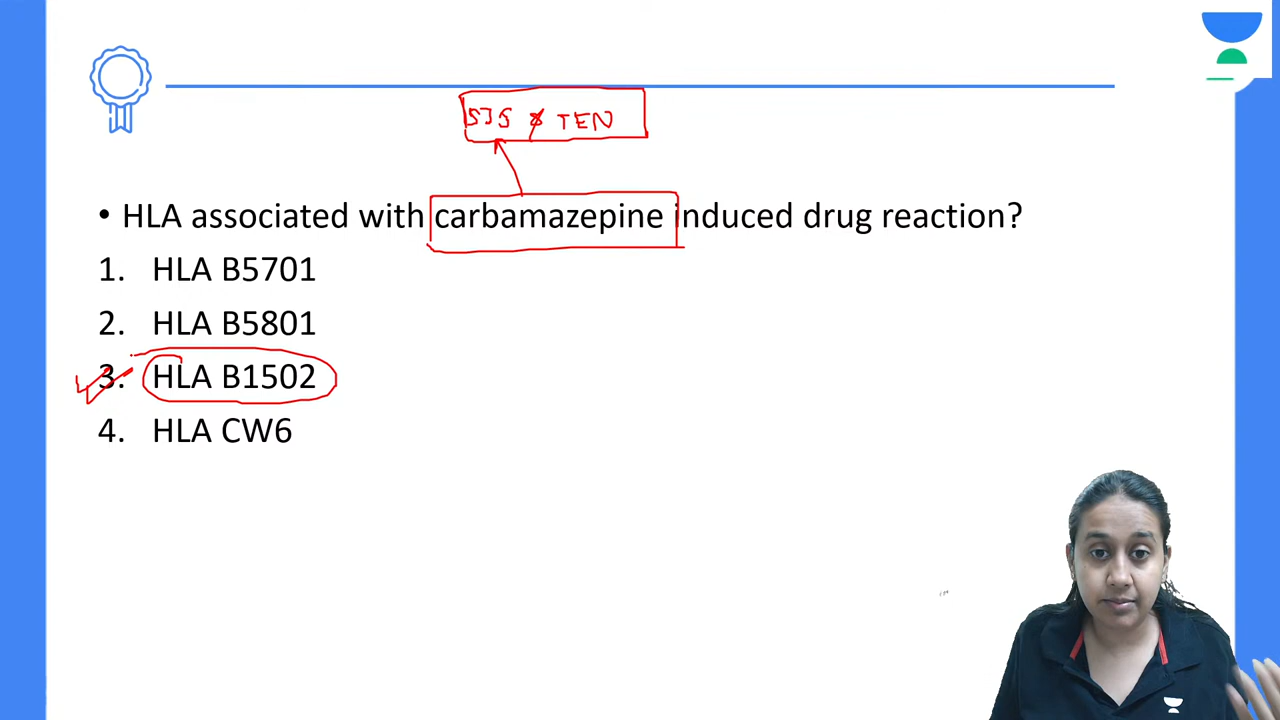 SJS & TEN
• HLA associated with carbamazepine induced drug reaction?
1. HLA B5701
2. HLA B5801
3. HLA B1502
4. HLA CW6